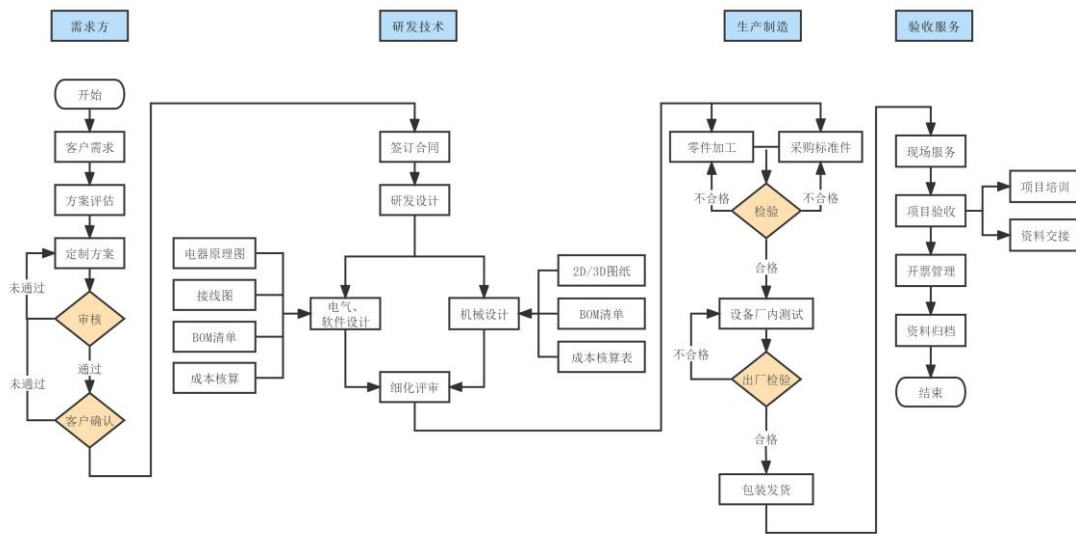 需求方
开始
客户需求
方案评估
定制方案
未通过
审核
通过
未通过
客户确认
研发技术
签订合同
研发设计
电器原理图
接线图
BOM清单
成本核算
电气、
软件设计
机械设计
2D/3D图纸
BOM清单
成本核算表
细化评审
生产制造
零件加工
采购标准件
不合格
不合格
检验
合格
设备厂内测试
不合格
出厂检验
合格
包装发货
验收服务
现场服务
项目验收
项目培训
资料交接
开票管理
资料归档
结束